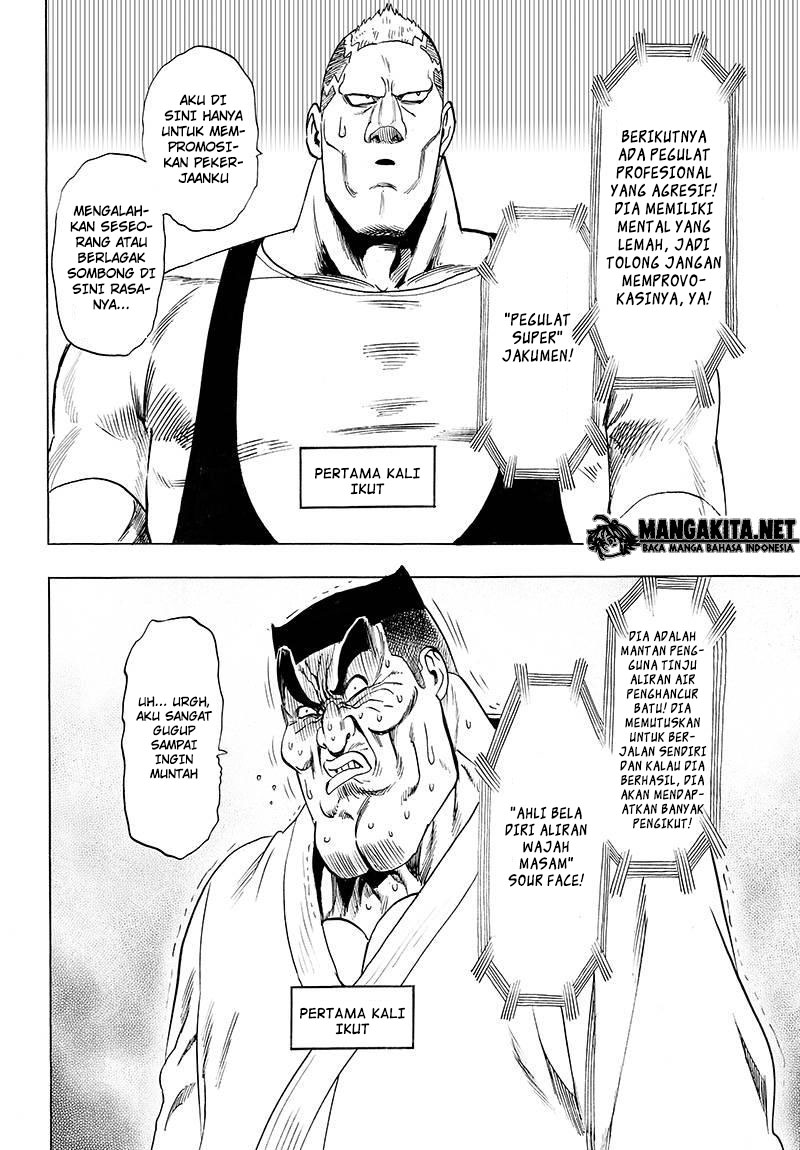 BERIKUTNYA
ADA PEGULAT
PROFESIONAL
YANG AGRESIF!
DIA MEMILIKI
MENTAL YANG
LEMAH, JADI
TOLONG JANGAN
MEMPROVO-
KASINYA, YA!
"PEGULAT
SUPER"
JAKUMEN!
AKU DI
SINI HANYA
UNTUK MEM-
PROMOSI-
KAN PEKER-
JAANKU
MENGALAH-
KAN SESEO-
RANG ATAU
BERLAGAK
SOMBONG DI
SINI RASA-
NYA...
PERTAMA KALI
IKUT
MANGAKITA.NET
BACA MANGA BAHASA INDONESIA
DIA ADALAH
MANTAN PENG-
GUNA TINJU
ALIRAN AIR
PENGHANCUR
BATU! DIA
MEMUTUSKAN
UNTUK BER-
JALAN SENDIRI
DAN KALAU DIA
BERHASIL, DIA
AKAN MENDAP-
ATKAN BANYAK
PENGIKUT!
"AHLI BELA
DIRI ALIRAN
WAJAH
MASAM"
SOUR FACE!
UH... URGH,
AKU SANGAT
GUGUP
SAMPAI
INGIN
MUNTAH
PERTAMA KALI
IKUT